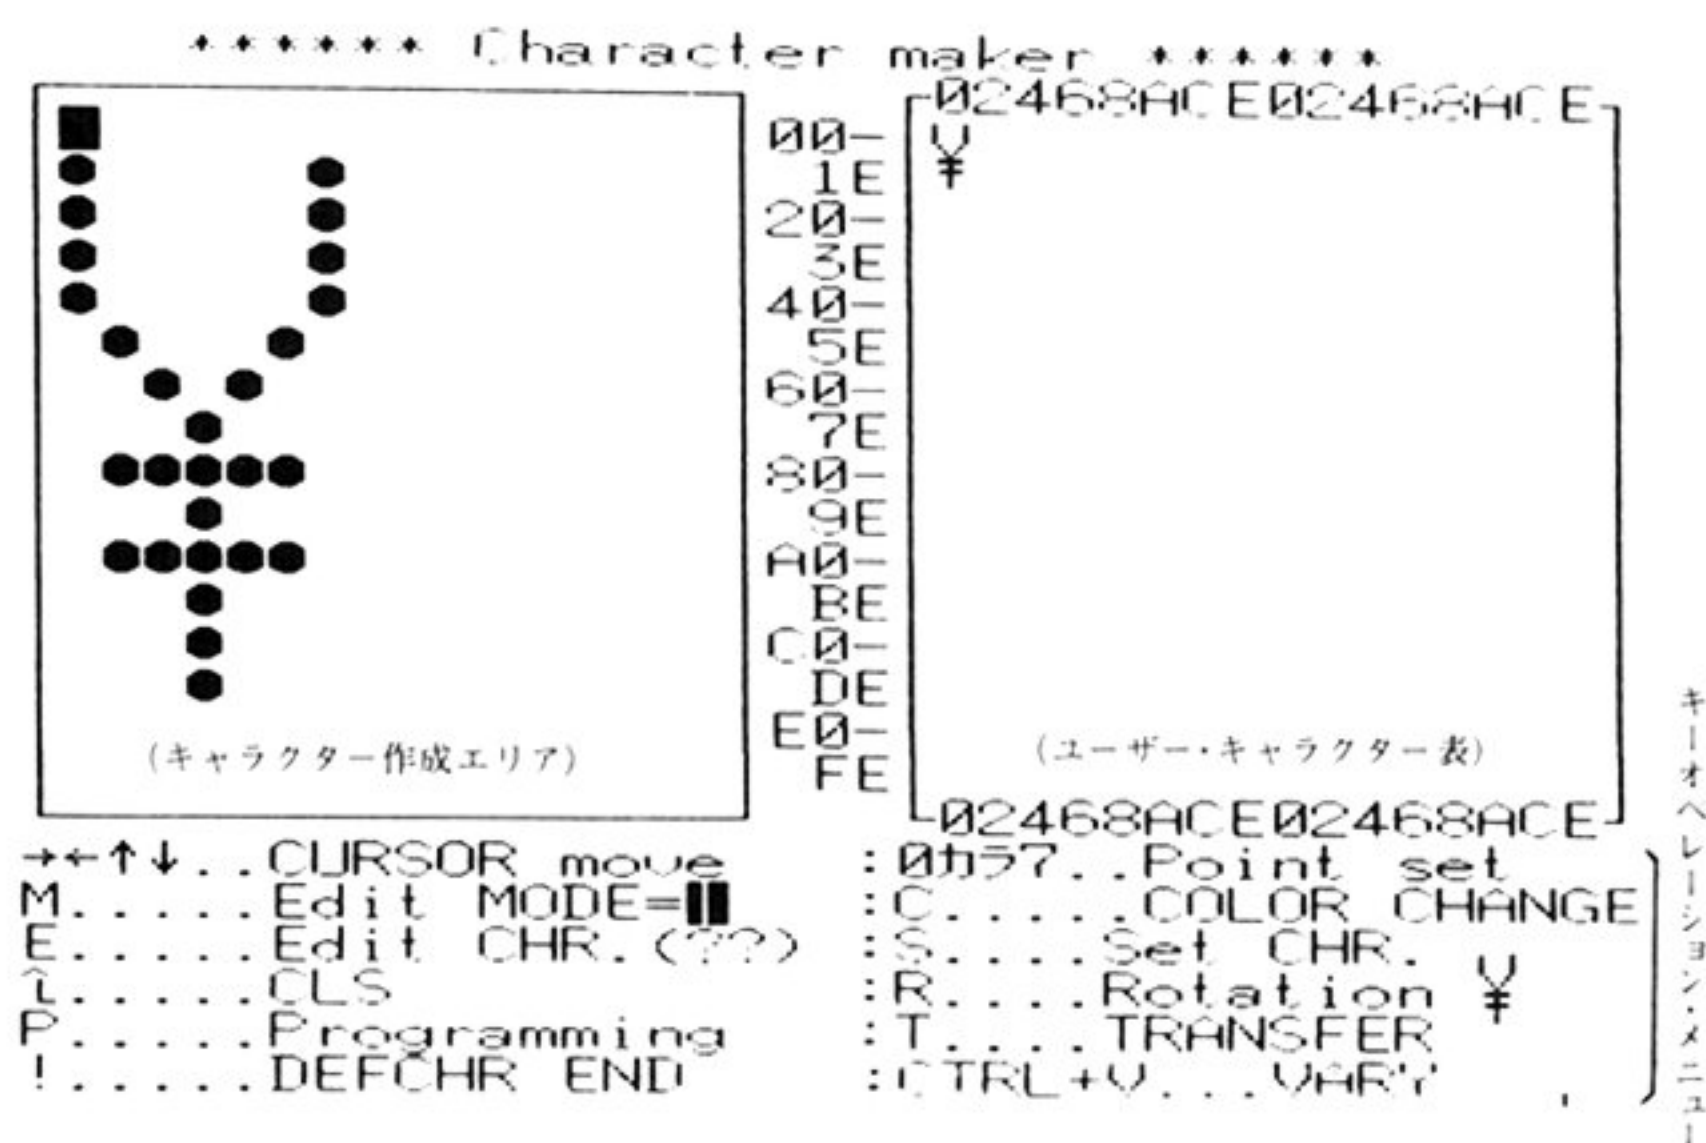 ****** Character maker ******
02468ACE02468ACE
00-
1E
20-
3E
40-
5E
60-
7E
80-
9E
A0-
BE
C0-
DE
E0-
FE
¥
(キャラクター作成エリア)
(ユーザー・キャラクター表)
02468ACE02468ACE
→←↑↓..CURSOR move :0カラ7..Point set
M.....Edit MODE= :C.....COLOR CHANGE
E.....Edit CHR.(??) :S....Set CHR.
.....CLS :R....Rotation ¥
P.....Programming :T....TRANSFER
!.....DEFCHR END :CTRL+V...VARY
キーオペレーション・メニュー